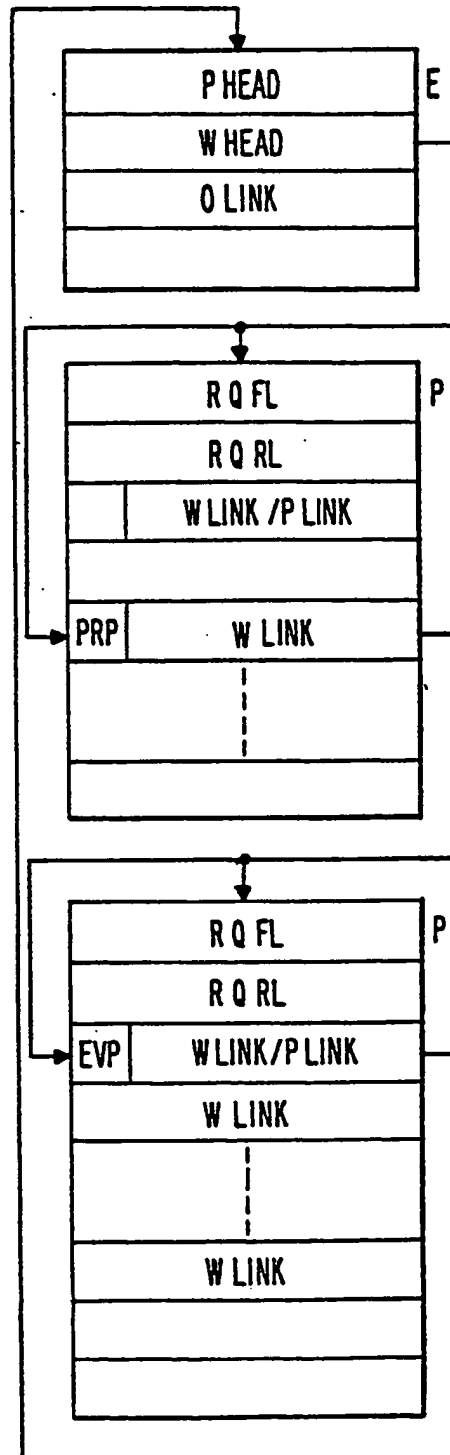 P HEAD E
W HEAD
O LINK
R Q FL P
R Q RL
W LINK / P LINK
PRP W LINK
R Q FL P
R Q RL
EVP W LINK/P LINK
W LINK
W LINK